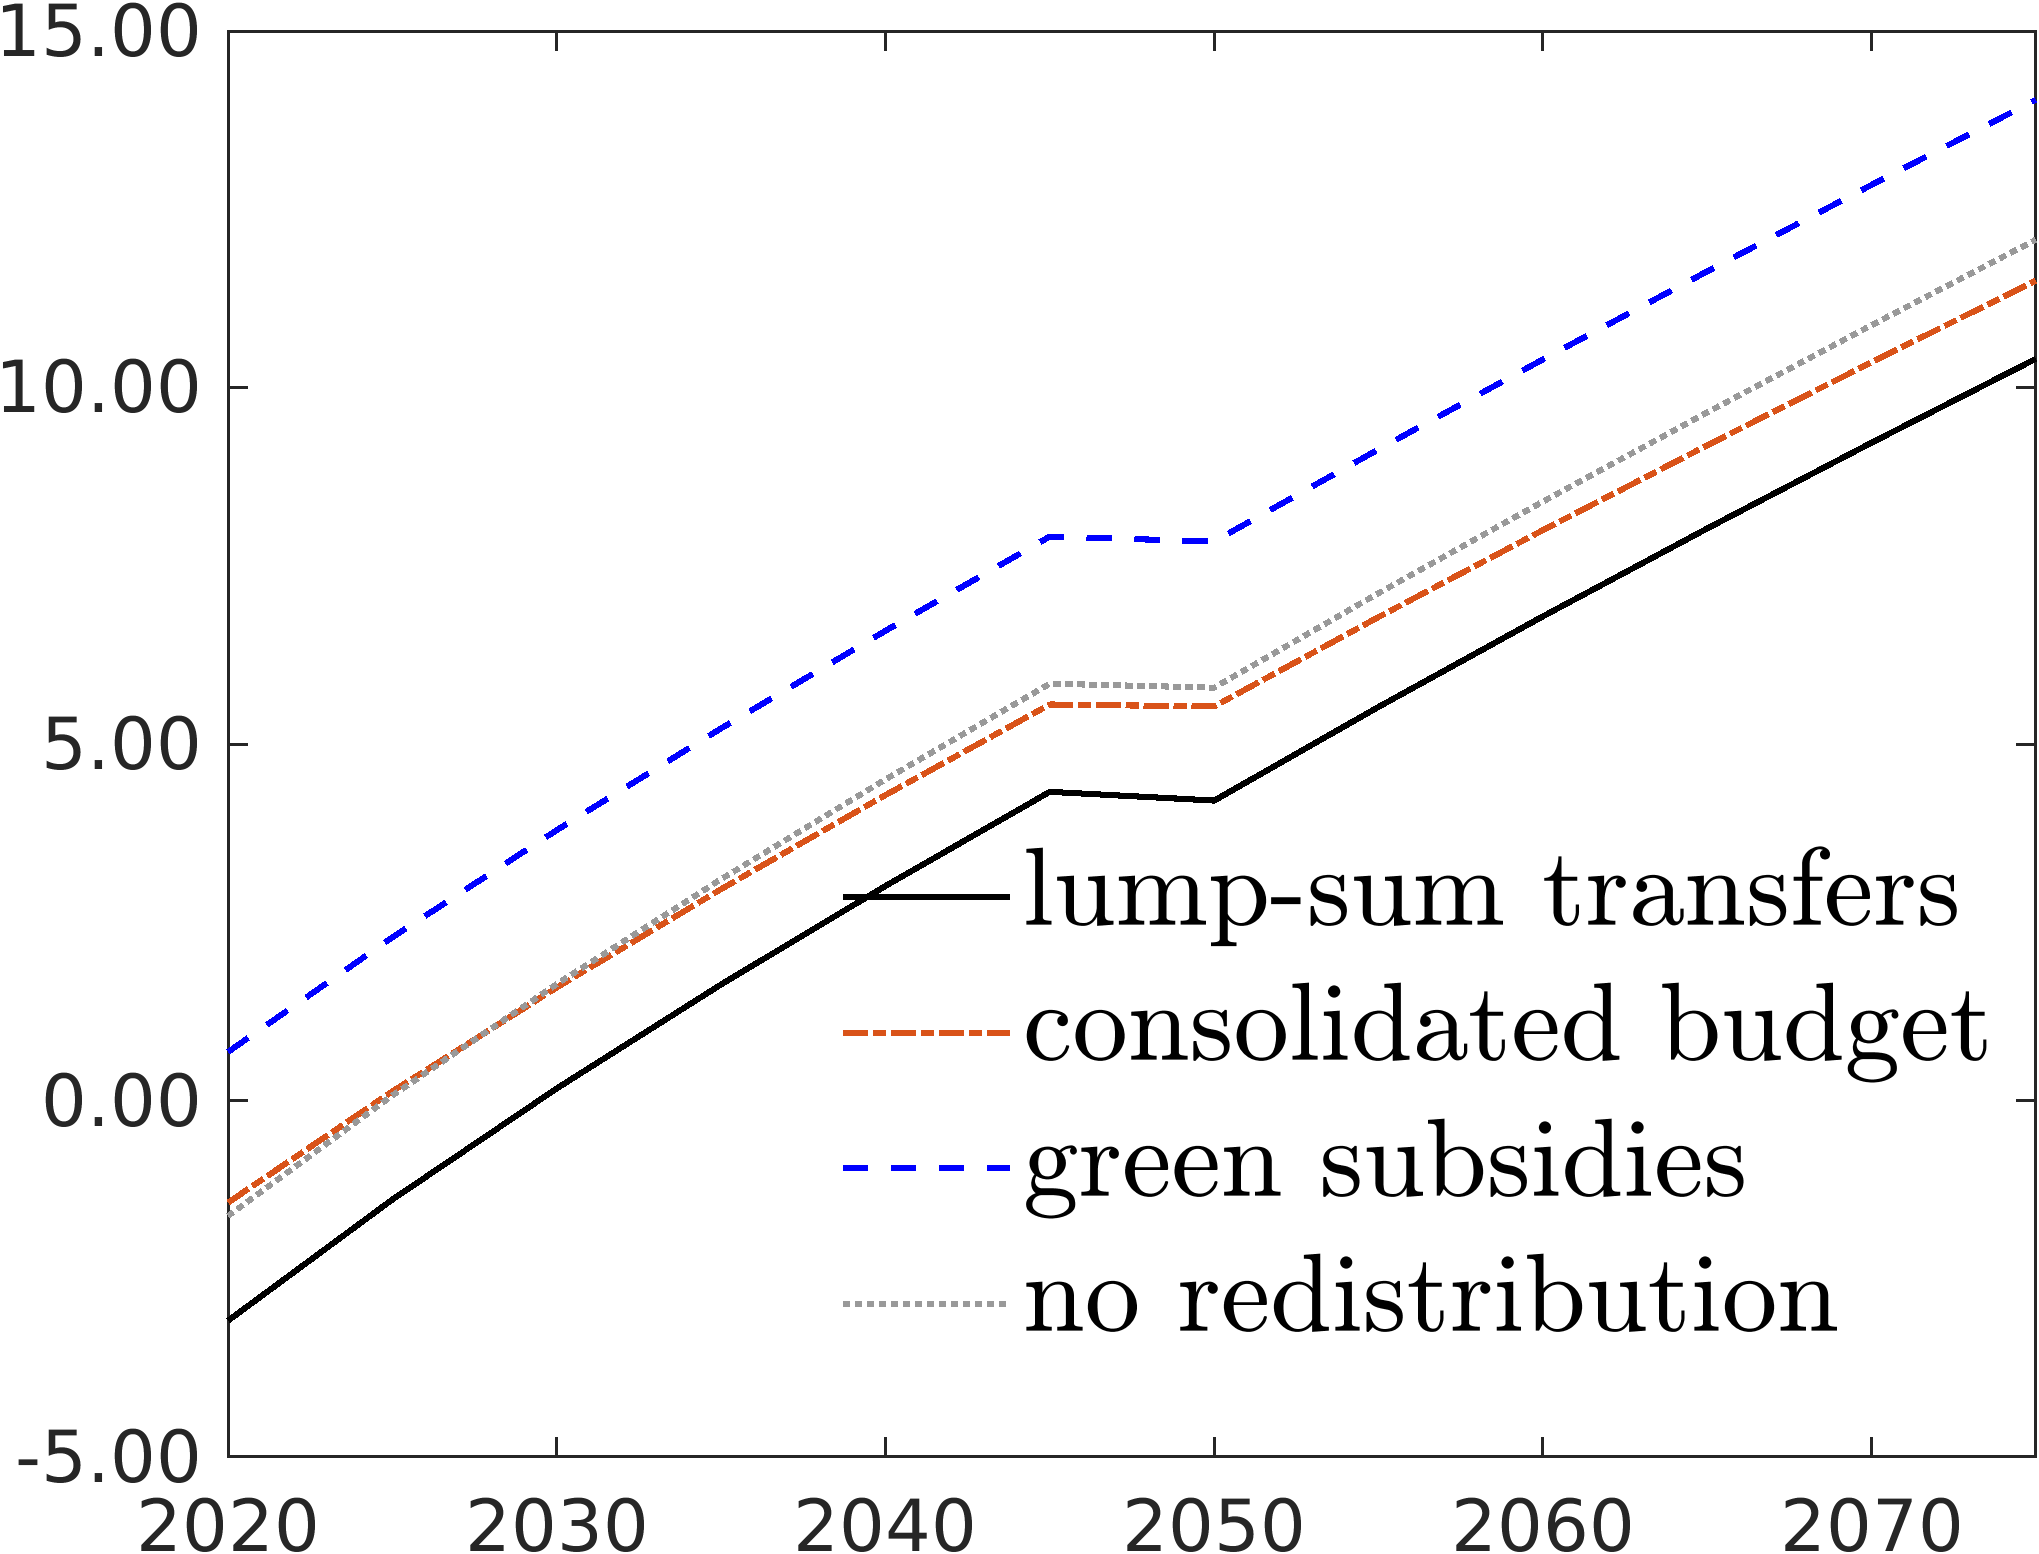 15.00
10.00
5.00
0.00
-5.00
2020 2030 2040 2050 2060 2070
lump-sum transfers
consolidated budget
green subsidies
no redistribution